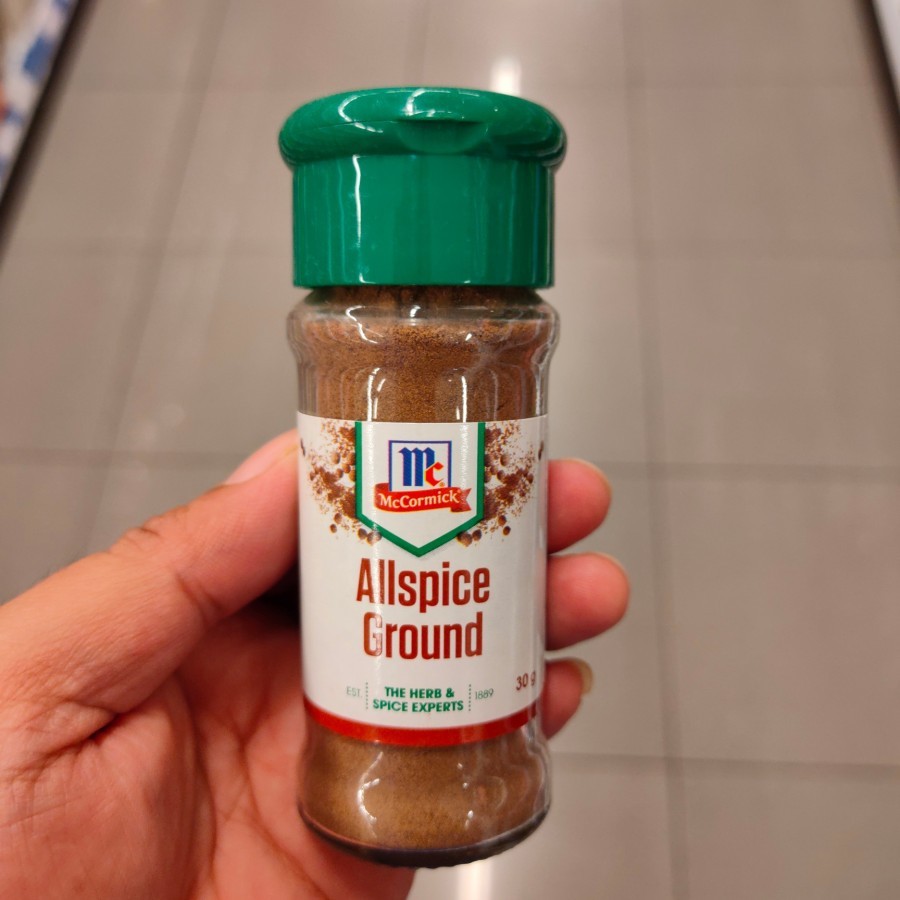 Mc
McCormick
Allspice
Ground
30 g
EST. THE HERB & 1889
SPICE EXPERTS